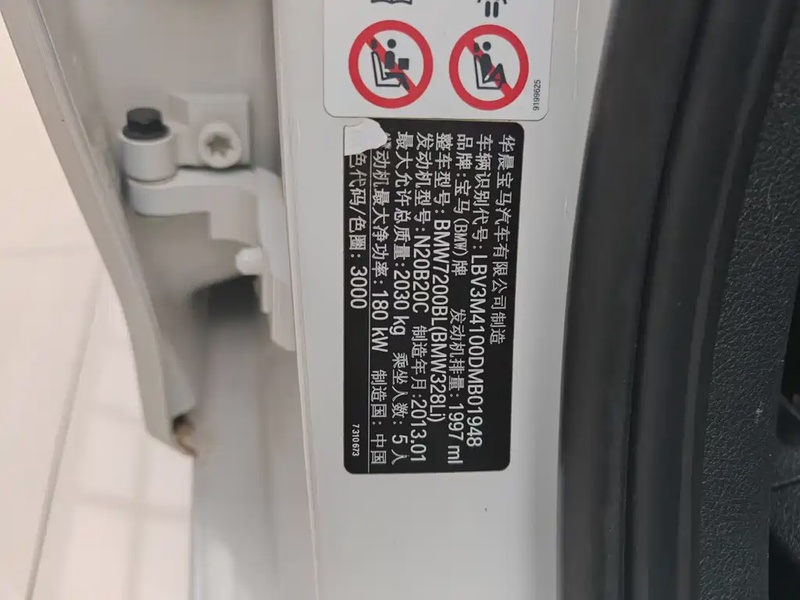 9199625
华晨宝马汽车有限公司制造
车辆识别代号: LBV3M4100DMB01948
品牌:宝马(BMW)牌 发动机排量: 1997 ml
整车型号: BMW7200BL(BMW328Li)
发动机型号: N20B20C 制造年月:2013.01
最大允许总质量:2030 kg 乘坐人数: 5 人
动机最大净功率: 180 kW 制造国: 中国
色代码/色圈: 3000
7 310 673